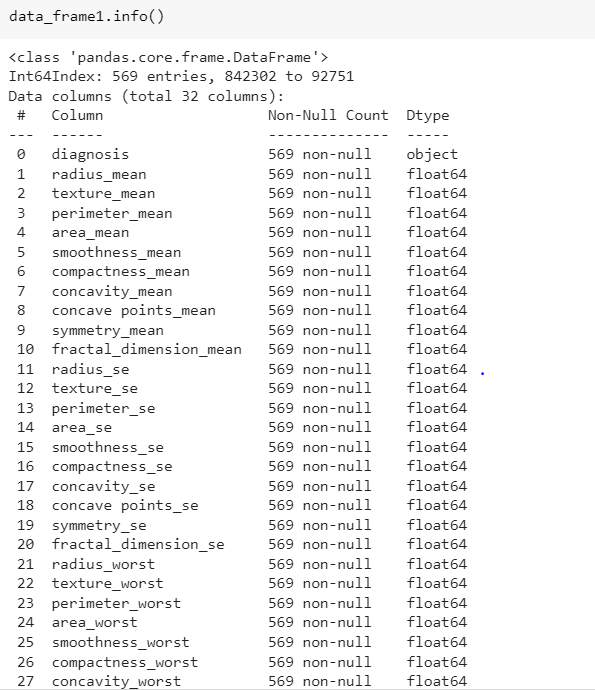 data_frame1.info()
<class 'pandas.core.frame.DataFrame'>
Int64Index: 569 entries, 842302 to 92751
Data columns (total 32 columns):
 #   Column                   Non-Null Count  Dtype
---  ------                   --------------  -----
 0   diagnosis                569 non-null    object
 1   radius_mean              569 non-null    float64
 2   texture_mean             569 non-null    float64
 3   perimeter_mean           569 non-null    float64
 4   area_mean                569 non-null    float64
 5   smoothness_mean          569 non-null    float64
 6   compactness_mean         569 non-null    float64
 7   concavity_mean           569 non-null    float64
 8   concave points_mean      569 non-null    float64
 9   symmetry_mean            569 non-null    float64
 10  fractal_dimension_mean   569 non-null    float64
 11  radius_se                569 non-null    float64
 12  texture_se               569 non-null    float64
 13  perimeter_se             569 non-null    float64
 14  area_se                  569 non-null    float64
 15  smoothness_se            569 non-null    float64
 16  compactness_se           569 non-null    float64
 17  concavity_se             569 non-null    float64
 18  concave points_se        569 non-null    float64
 19  symmetry_se              569 non-null    float64
 20  fractal_dimension_se     569 non-null    float64
 21  radius_worst             569 non-null    float64
 22  texture_worst            569 non-null    float64
 23  perimeter_worst          569 non-null    float64
 24  area_worst               569 non-null    float64
 25  smoothness_worst         569 non-null    float64
 26  compactness_worst        569 non-null    float64
 27  concavity_worst          569 non-null    float64